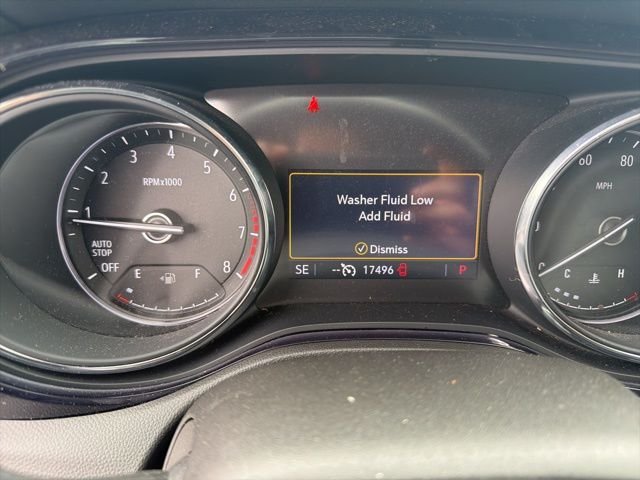 Washer Fluid Low
Add Fluid
Dismiss
SE -- 17496 P
1 2 3 4 5 6 7 8
RPMx1000
AUTO
STOP
OFF
E F
60 80
MPH
0
C H